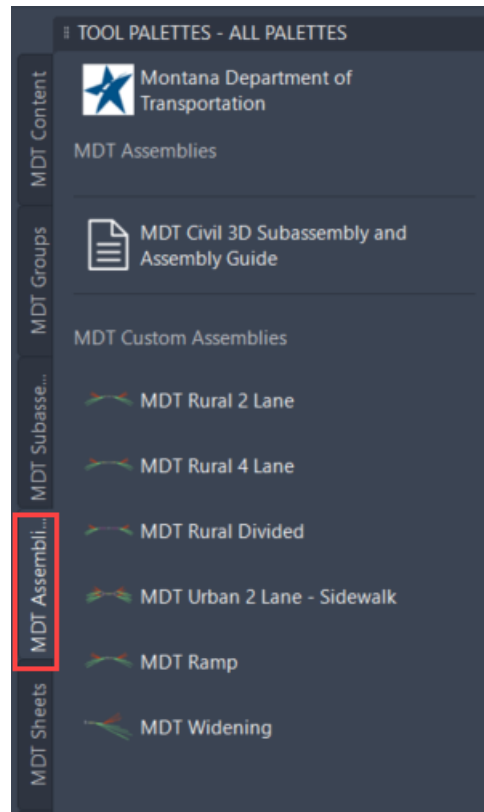 TOOL PALETTES - ALL PALETTES
Montana Department of
Transportation
MDT Assemblies
MDT Civil 3D Subassembly and
Assembly Guide
MDT Custom Assemblies
MDT Rural 2 Lane
MDT Rural 4 Lane
MDT Rural Divided
MDT Urban 2 Lane - Sidewalk
MDT Ramp
MDT Widening
MDT Content
MDT Groups
MDT Subasse...
MDT Assembli...
MDT Sheets